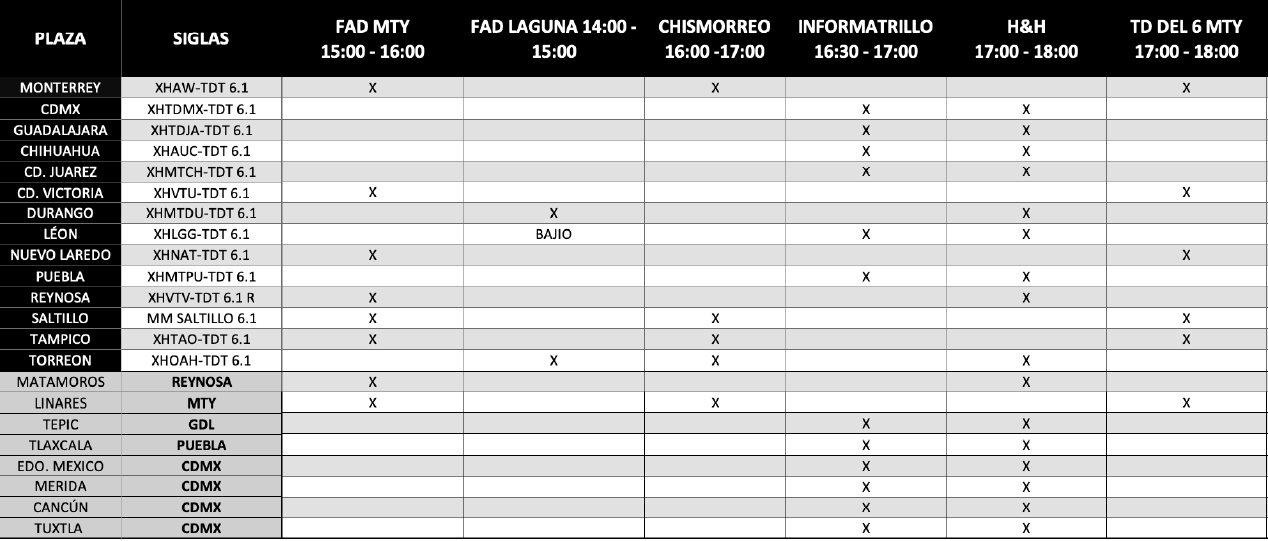 PLAZA SIGLAS FAD MTY 15:00 - 16:00 FAD LAGUNA 14:00 - 15:00 CHISMORREO 16:00 -17:00 INFORMATRILLO 16:30 - 17:00 H&H 17:00 - 18:00 TD DEL 6 MTY 17:00 - 18:00
MONTERREY XHAW-TDT 6.1 X X X
CDMX XHTDMX-TDT 6.1 X X
GUADALAJARA XHTDJA-TDT 6.1 X X
CHIHUAHUA XHAUC-TDT 6.1 X X
CD. JUAREZ XHMTCH-TDT 6.1 X X
CD. VICTORIA XHVTU-TDT 6.1 X X
DURANGO XHMTDU-TDT 6.1 X X
LÉON XHLGG-TDT 6.1 BAJIO X X
NUEVO LAREDO XHNAT-TDT 6.1 X X
PUEBLA XHMTPU-TDT 6.1 X X
REYNOSA XHVTV-TDT 6.1 R X X
SALTILLO MM SALTILLO 6.1 X X X
TAMPICO XHTAO-TDT 6.1 X X X
TORREON XHOAH-TDT 6.1 X X X
MATAMOROS REYNOSA X X
LINARES MTY X X X
TEPIC GDL X X
TLAXCALA PUEBLA X X
EDO. MEXICO CDMX X X
MERIDA CDMX X X
CANCÚN CDMX X X
TUXTLA CDMX X X